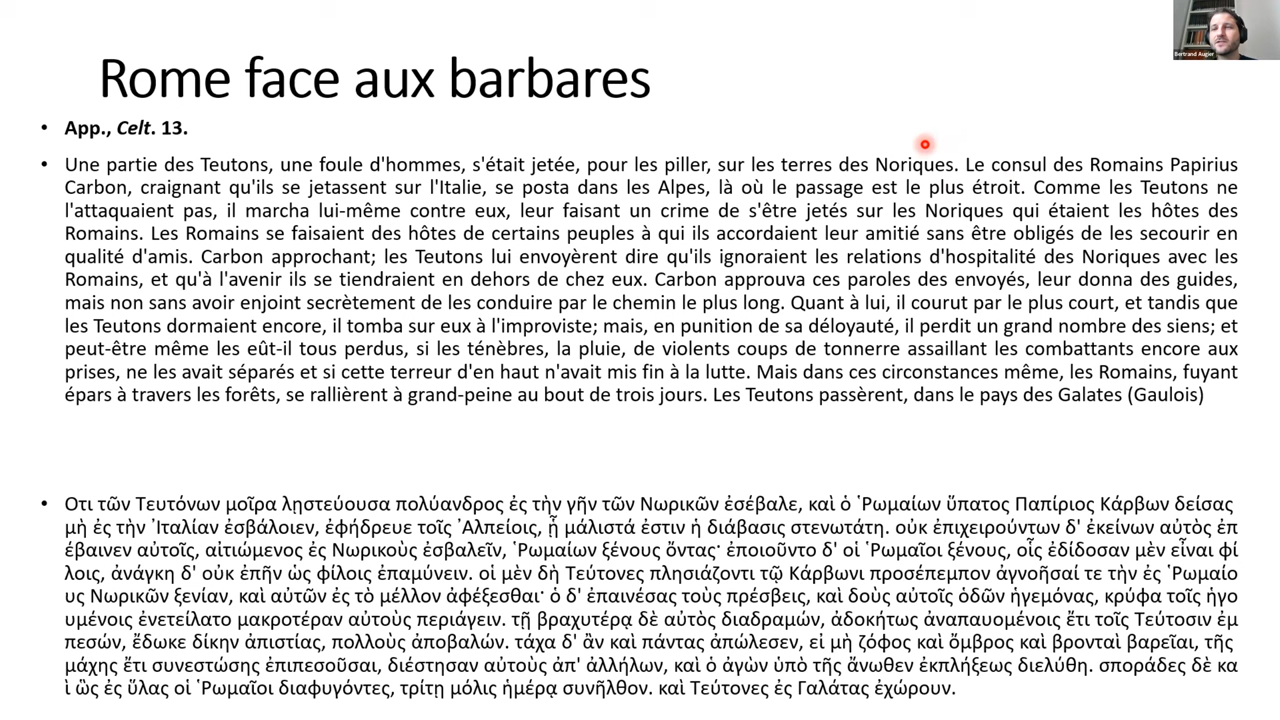 Bertrand Augier
Rome face aux barbares
• App., Celt. 13.
• Une partie des Teutons, une foule d'hommes, s'était jetée, pour les piller, sur les terres des Noriques. Le consul des Romains Papirius
Carbon, craignant qu'ils se jetassent sur l'Italie, se posta dans les Alpes, là où le passage est le plus étroit. Comme les Teutons ne
l'attaquaient pas, il marcha lui-même contre eux, leur faisant un crime de s'être jetés sur les Noriques qui étaient les hôtes des
Romains. Les Romains se faisaient des hôtes de certains peuples à qui ils accordaient leur amitié sans être obligés de les secourir en
qualité d'amis. Carbon approchant; les Teutons lui envoyèrent dire qu'ils ignoraient les relations d'hospitalité des Noriques avec les
Romains, et qu'à l'avenir ils se tiendraient en dehors de chez eux. Carbon approuva ces paroles des envoyés, leur donna des guides,
mais non sans avoir enjoint secrètement de les conduire par le chemin le plus long. Quant à lui, il courut par le plus court, et tandis que
les Teutons dormaient encore, il tomba sur eux à l'improviste; mais, en punition de sa déloyauté, il perdit un grand nombre des siens; et
peut-être même les eût-il tous perdus, si les ténèbres, la pluie, de violents coups de tonnerre assaillant les combattants encore aux
prises, ne les avait séparés et si cette terreur d'en haut n'avait mis fin à la lutte. Mais dans ces circonstances même, les Romains, fuyant
épars à travers les forêts, se rallièrent à grand-peine au bout de trois jours. Les Teutons passèrent, dans le pays des Galates (Gaulois)
• Οτι τῶν Τευτόνων μοῖρα λῃστεύουσα πολύανδρος ἐς τὴν γῆν τῶν Νωρικῶν ἐσέβαλε, καὶ ὁ Ῥωμαίων ὕπατος Παπίριος Κάρβων δείσας
μὴ ἐς τὴν Ἰταλίαν ἐσβάλοιεν, ἐφήδρευε τοῖς Ἀλπείοις, ᾗ μάλιστά ἐστιν ἡ διάβασις στενωτάτη. οὐκ ἐπιχειρούντων δ' ἐκείνων αὐτὸς ἐπ
έβαινεν αὐτοῖς, αἰτιώμενος ἐς Νωρικοὺς ἐσβαλεῖν, Ῥωμαίων ξένους ὄντας· ἐποιοῦντο δ' οἱ Ῥωμαῖοι ξένους, οἷς ἐδίδοσαν μὲν εἶναι φί
λοις, ἀνάγκη δ' οὐκ ἐπῆν ὡς φίλοις ἐπαμύνειν. οἱ μὲν δὴ Τεύτονες πλησιάζοντι τῷ Κάρβωνι προσέπεμπον ἀγνοῆσαί τε τὴν ἐς Ῥωμαίο
υς Νωρικῶν ξενίαν, καὶ αὐτῶν ἐς τὸ μέλλον ἀφέξεσθαι· ὁ δ' ἐπαινέσας τοὺς πρέσβεις, καὶ δοὺς αὐτοῖς ὁδῶν ἡγεμόνας, κρύφα τοῖς ἡγο
υμένοις ἐνετείλατο μακροτέραν αὐτοὺς περιάγειν. τῇ βραχυτέρᾳ δὲ αὐτὸς διαδραμών, ἀδοκήτως ἀναπαυομένοις ἔτι τοῖς Τεύτοσιν ἐμ
πεσών, ἔδωκε δίκην ἀπιστίας, πολλοὺς ἀποβαλών. τάχα δ' ἂν καὶ πάντας ἀπώλεσεν, εἰ μὴ ζόφος καὶ ὄμβρος καὶ βρονταὶ βαρεῖαι, τῆς
μάχης ἔτι συνεστώσης ἐπιπεσοῦσαι, διέστησαν αὐτοὺς ἀπ' ἀλλήλων, καὶ ὁ ἀγὼν ὑπὸ τῆς ἄνωθεν ἐκπλήξεως διελύθη. σποράδες δὲ κα
ὶ ὣς ἐς ὕλας οἱ Ῥωμαῖοι διαφυγόντες, τρίτῃ μόλις ἡμέρᾳ συνῆλθον. καὶ Τεύτονες ἐς Γαλάτας ἐχώρουν.